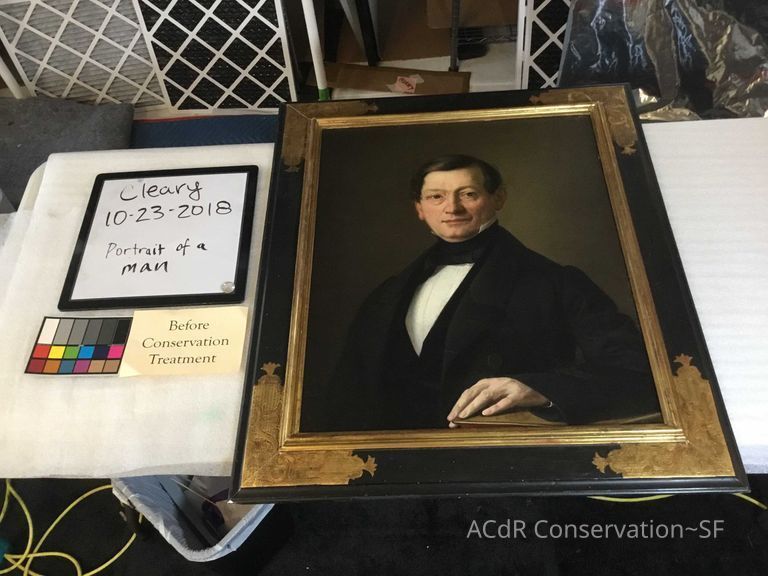 Cleary
10-23-2018
Portrait of a
man
Before
Conservation
Treatment
ACdR Conservation~SF